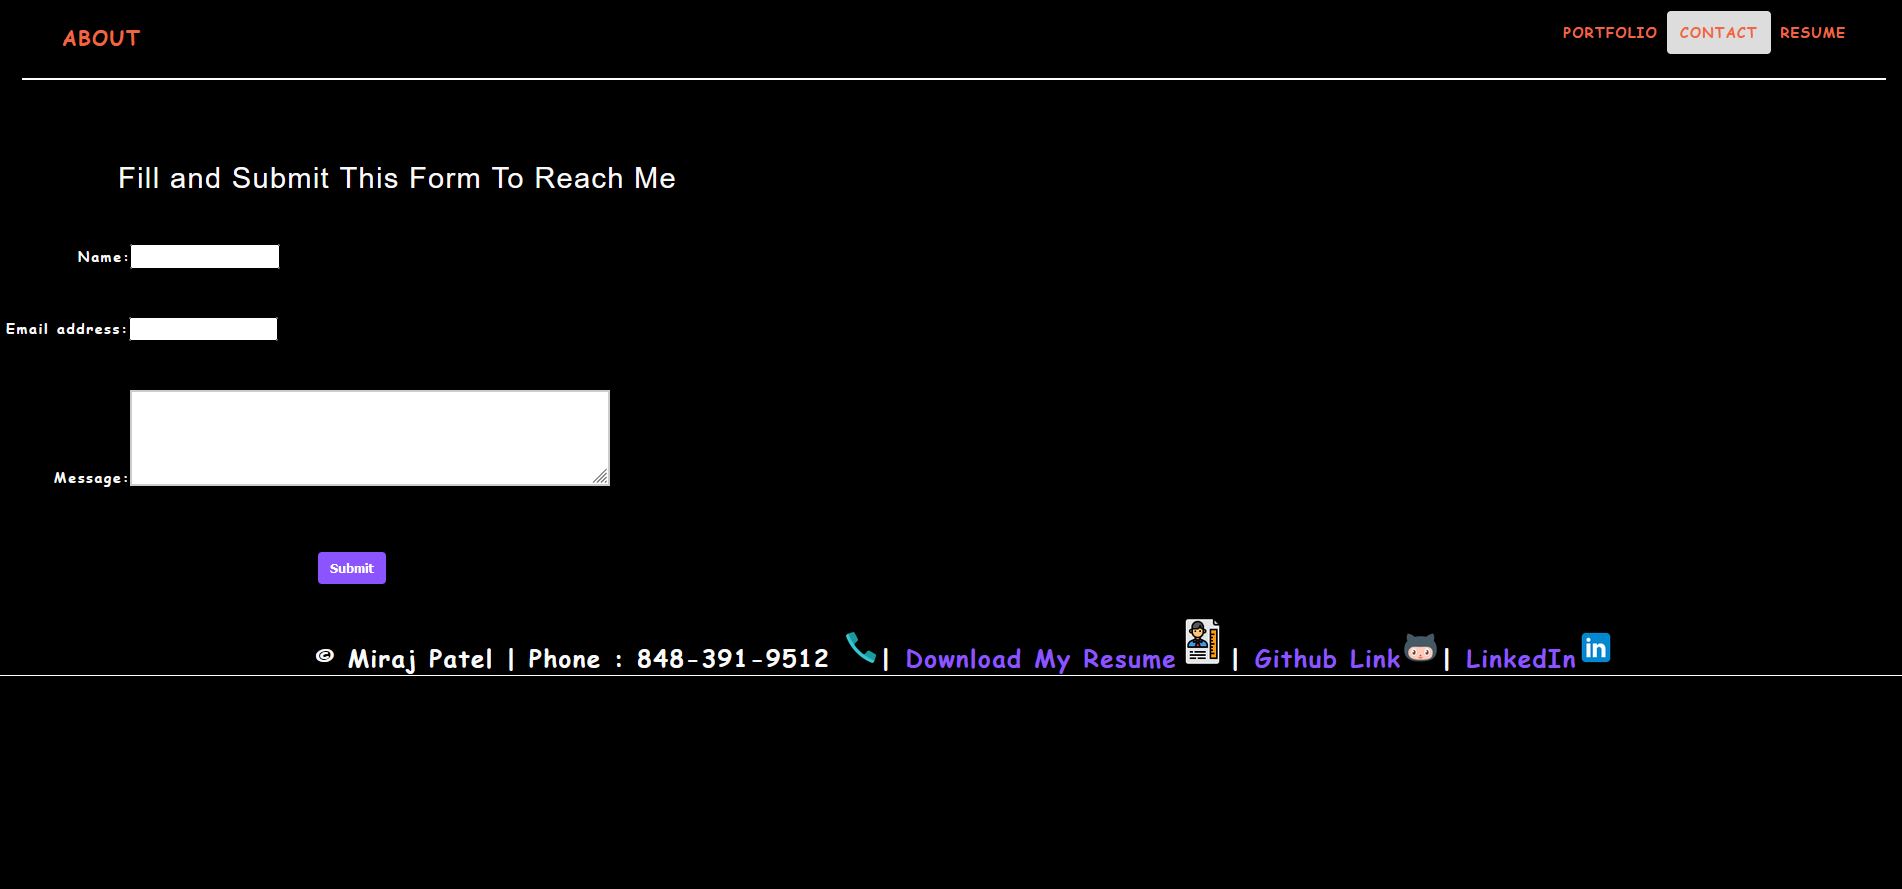 ABOUT PORTFOLIO CONTACT RESUME
Fill and Submit This Form To Reach Me
Name:
Email address:
Message:
Submit
© Miraj Patel | Phone : 848-391-9512 | Download My Resume | Github Link | LinkedIn in